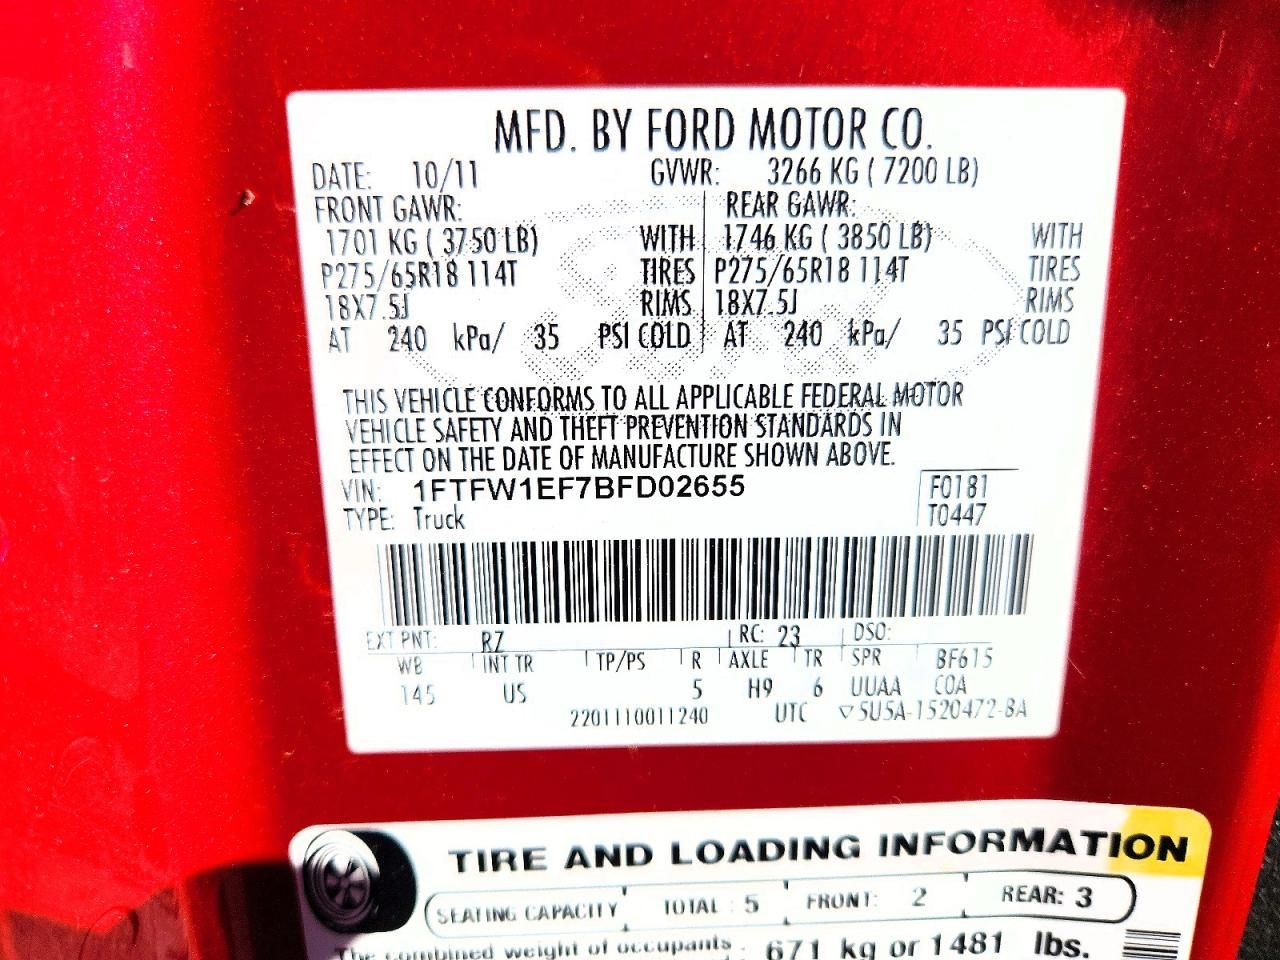 MFD. BY FORD MOTOR CO.
DATE: 10/11 GVWR: 3266 KG ( 7200 LB)
FRONT GAWR: REAR GAWR:
1701 KG ( 3750 LB) WITH 1746 KG ( 3850 LB) WITH
P275/65R18 114T TIRES P275/65R18 114T TIRES
18X7.5J RIMS 18X7.5J RIMS
AT 240 kPa/ 35 PSI COLD AT 240 kPa/ 35 PSI COLD
THIS VEHICLE CONFORMS TO ALL APPLICABLE FEDERAL MOTOR
VEHICLE SAFETY AND THEFT PREVENTION STANDARDS IN
EFFECT ON THE DATE OF MANUFACTURE SHOWN ABOVE.
VIN: 1FTFW1EF7BFD02655 F0181
TYPE: Truck T0447
EXT PNT: RZ RC: 23 DSO:
WB INT TR TP/PS R AXLE TR SPR BF615
145 US 5 H9 6 UUAA COA
2201110011240 UTC ▽5U5A-1520472-BA
TIRE AND LOADING INFORMATION
SEATING CAPACITY TOTAL : 5 FRONT: 2 REAR: 3
The combined weight of occupants 671 kg or 1481 lbs.